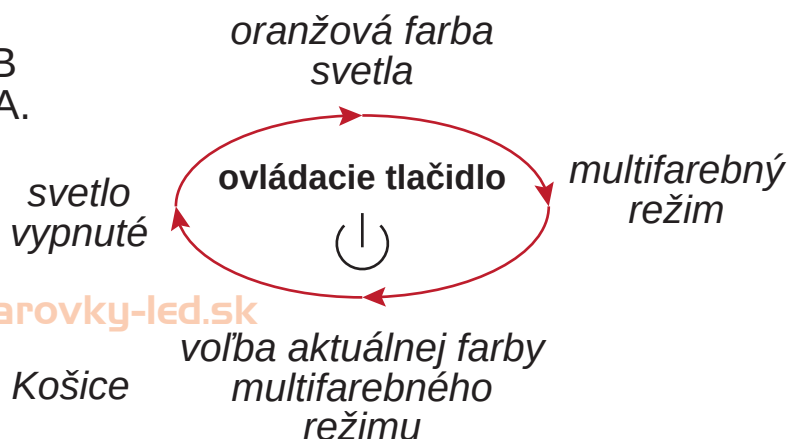 oranžová farba
svetla
B
A.
ovládacie tlačidlo
multifarebný
režim
svetlo
vypnuté
arovky-led.sk
voľba aktuálnej farby
multifarebného
režimu
Košice